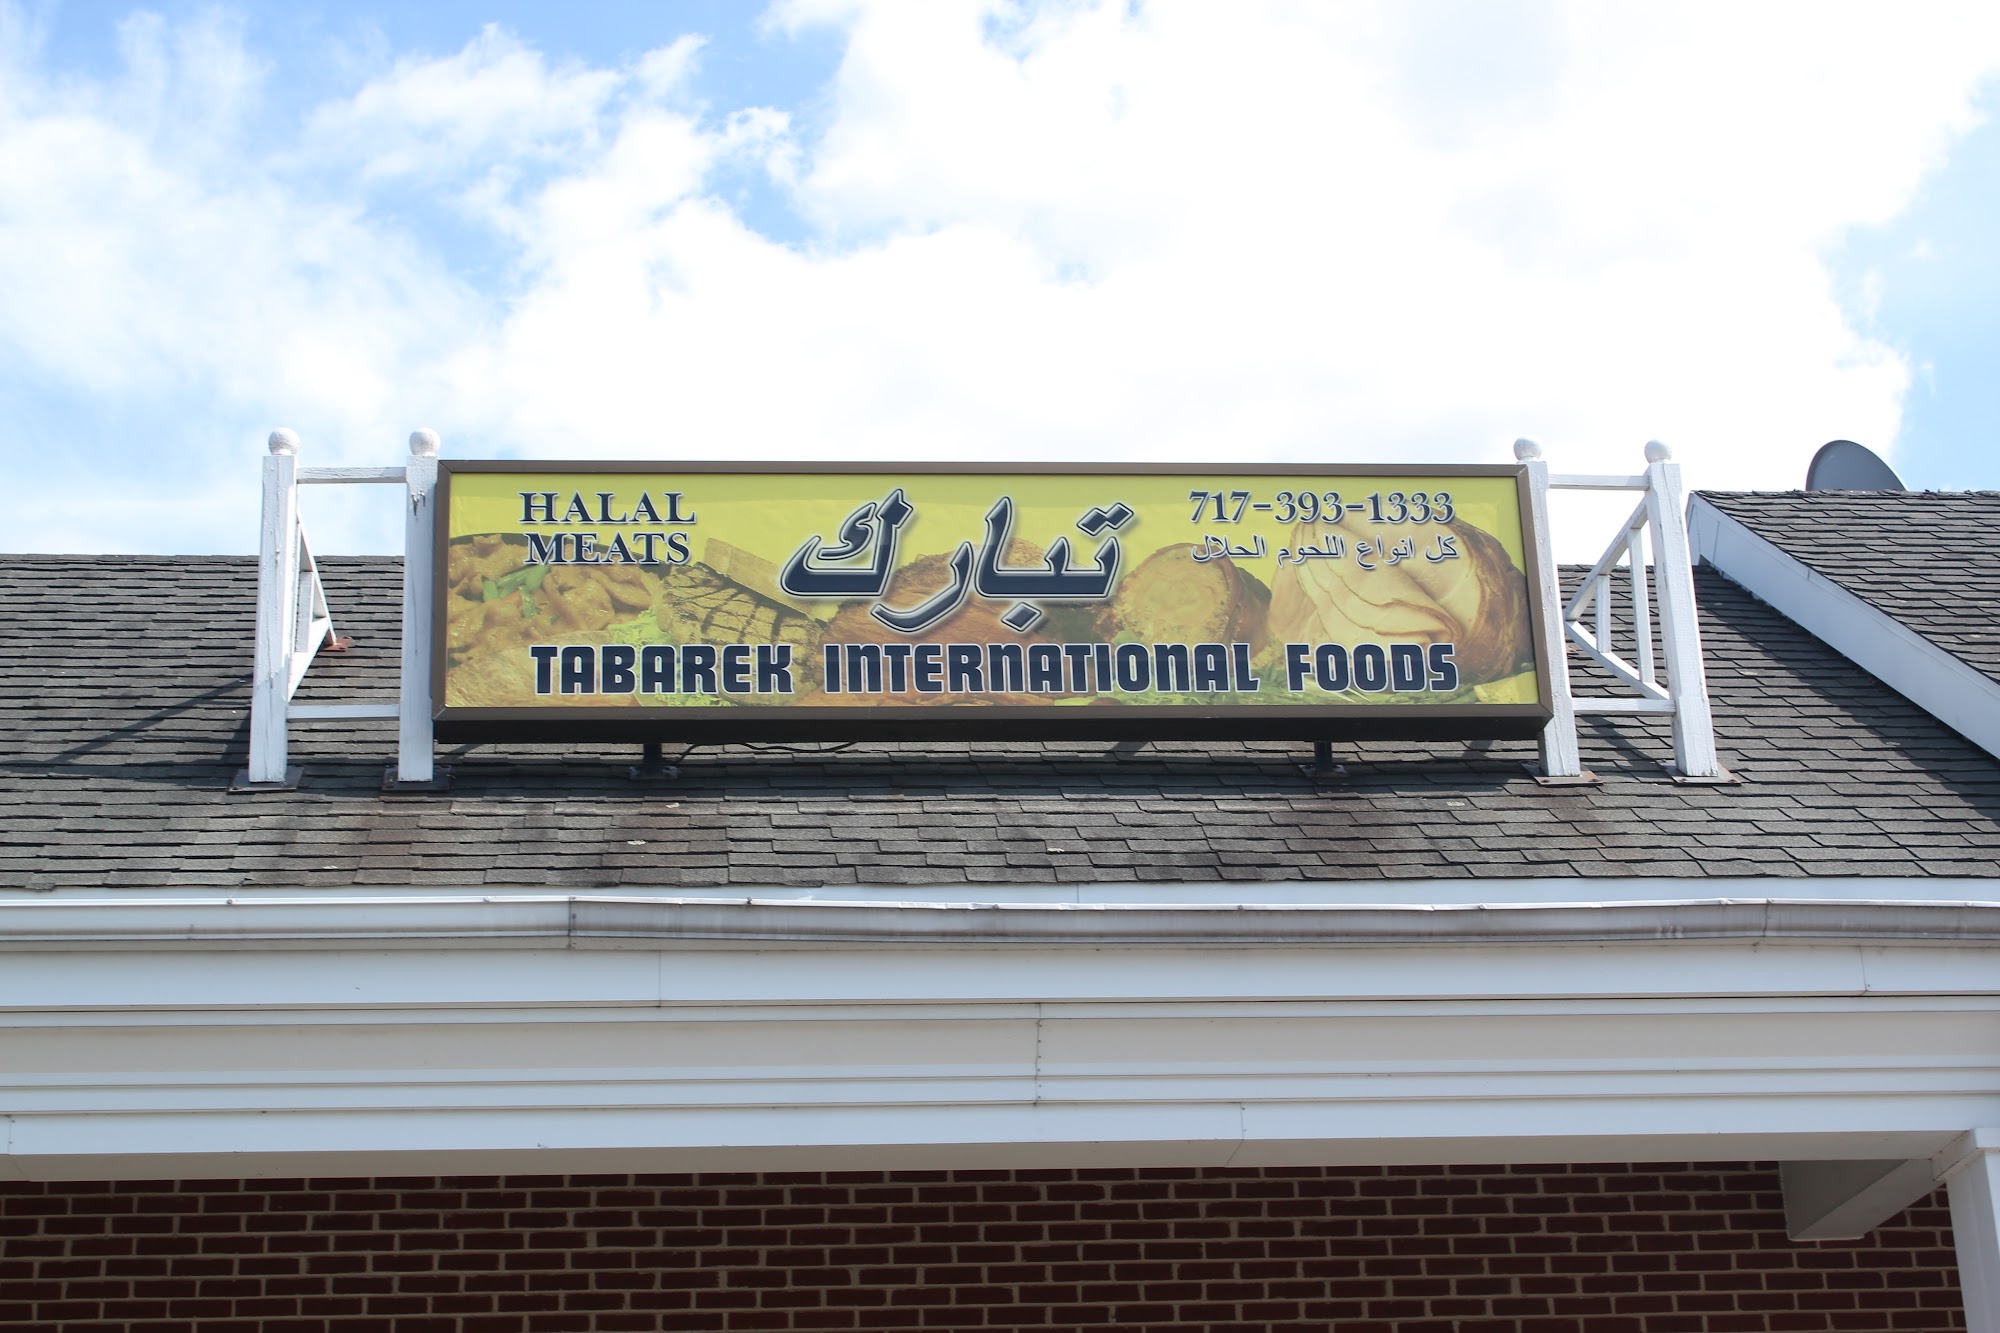 HALAL
MEATS
تبارك
717-393-1333
كل انواع اللحوم الحلال
TABAREK INTERNATIONAL FOODS